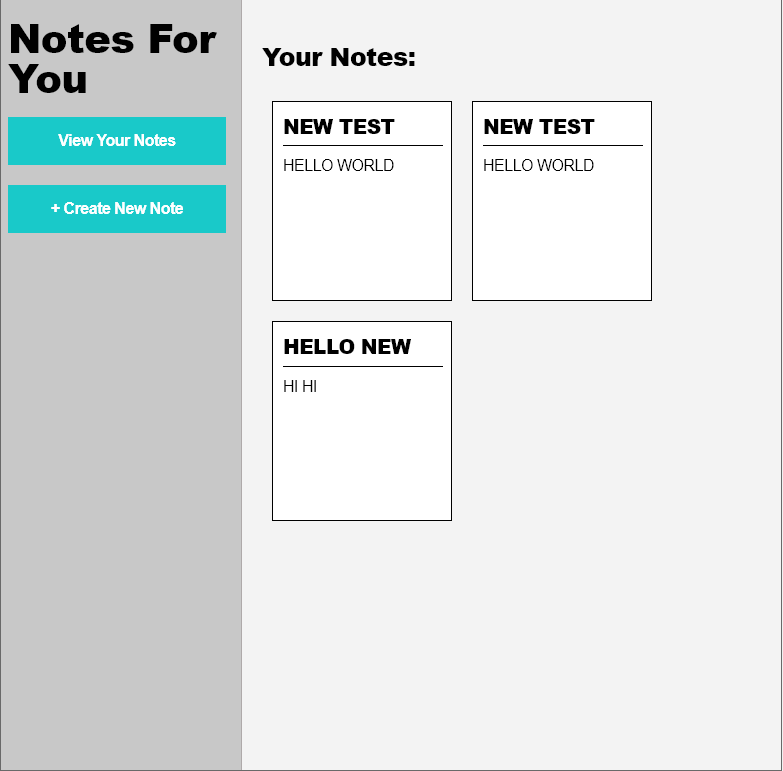 Notes For
You
View Your Notes
+ Create New Note
Your Notes:
NEW TEST
HELLO WORLD
NEW TEST
HELLO WORLD
HELLO NEW
HI HI